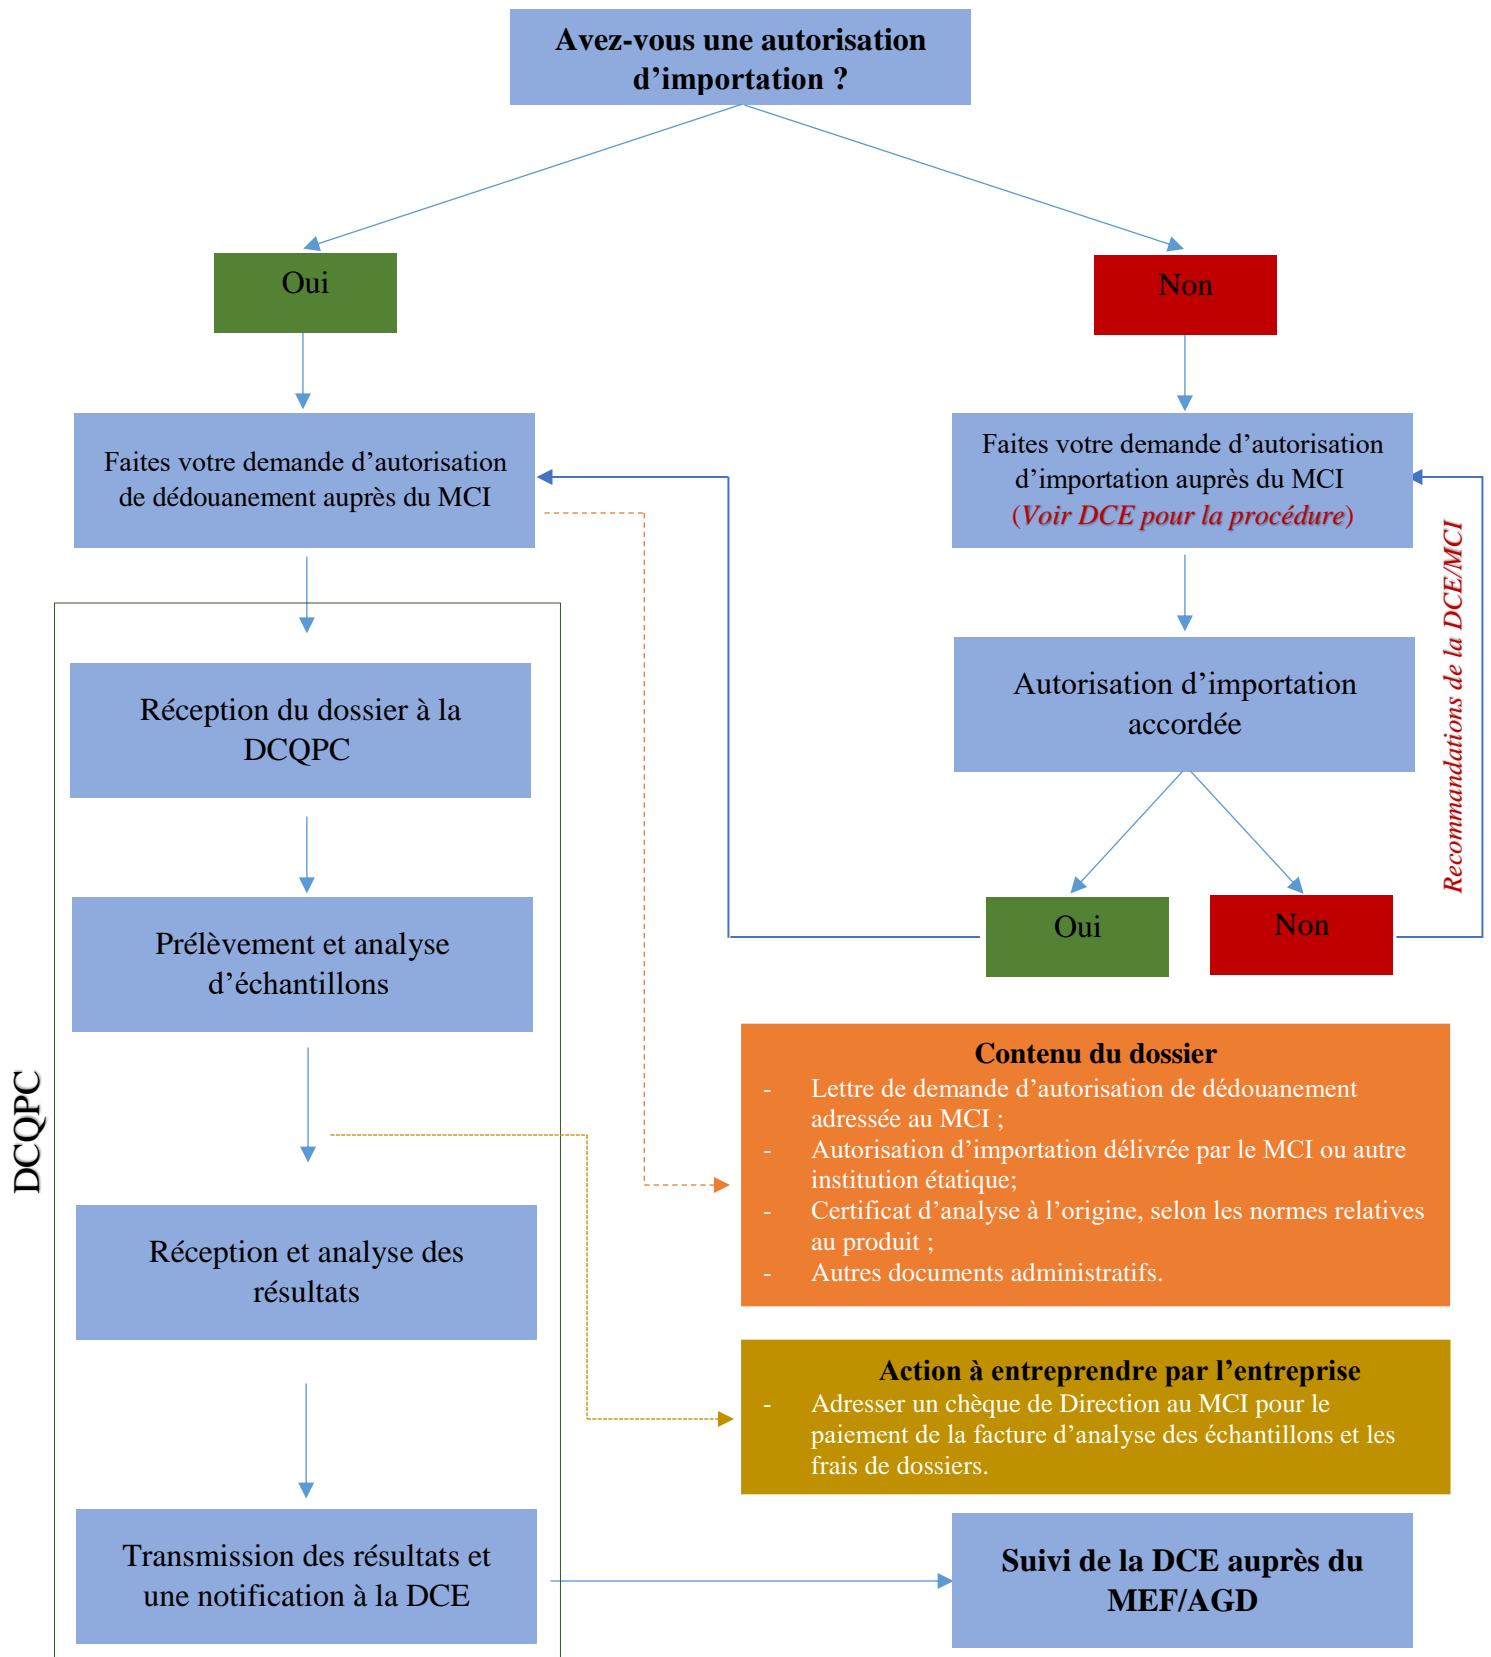 Avez-vous une autorisation
d’importation ?
Oui
Non
Faites votre demande d’autorisation
de dédouanement auprès du MCI
Faites votre demande d’autorisation
d’importation auprès du MCI
(Voir DCE pour la procédure)
Recommandations de la DCE/MCI
Réception du dossier à la
DCQPC
Autorisation d’importation
accordée
Prélèvement et analyse
d’échantillons
Oui
Non
DCQPC
Contenu du dossier
- Lettre de demande d’autorisation de dédouanement
adressée au MCI ;
- Autorisation d’importation délivrée par le MCI ou autre
institution étatique;
- Certificat d’analyse à l’origine, selon les normes relatives
au produit ;
- Autres documents administratifs.
Réception et analyse des
résultats
Action à entreprendre par l’entreprise
- Adresser un chèque de Direction au MCI pour le
paiement de la facture d’analyse des échantillons et les
frais de dossiers.
Transmission des résultats et
une notification à la DCE
Suivi de la DCE auprès du
MEF/AGD